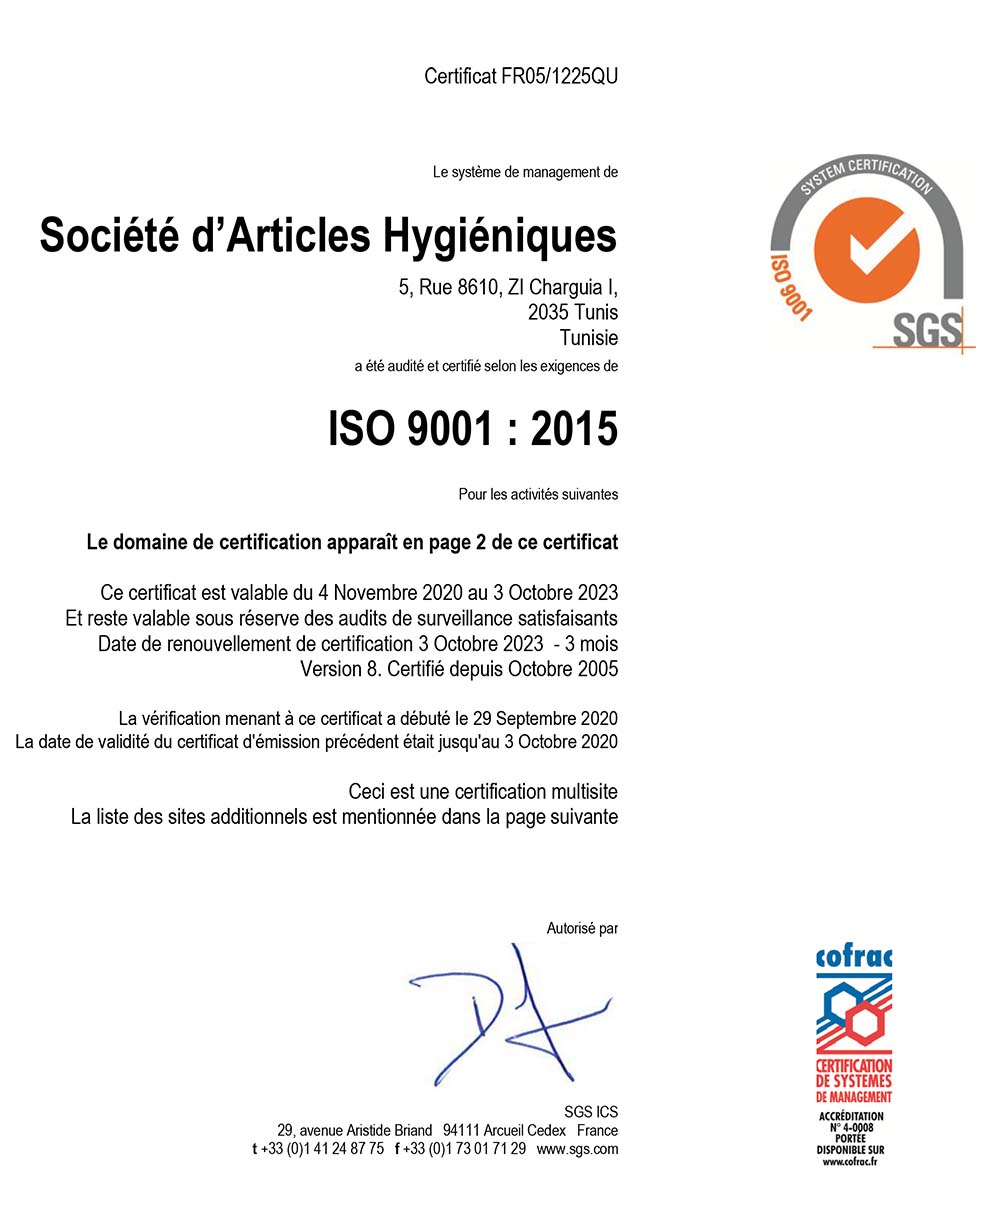 Certificat FR05/1225QU
Le système de management de
Société d’Articles Hygiéniques
5, Rue 8610, ZI Charguia I,
2035 Tunis
Tunisie
a été audité et certifié selon les exigences de
ISO 9001 : 2015
Pour les activités suivantes
Le domaine de certification apparaît en page 2 de ce certificat
Ce certificat est valable du 4 Novembre 2020 au 3 Octobre 2023
Et reste valable sous réserve des audits de surveillance satisfaisants
Date de renouvellement de certification 3 Octobre 2023 - 3 mois
Version 8. Certifié depuis Octobre 2005
La vérification menant à ce certificat a débuté le 29 Septembre 2020
La date de validité du certificat d'émission précédent était jusqu'au 3 Octobre 2020
Ceci est une certification multisite
La liste des sites additionnels est mentionnée dans la page suivante
Autorisé par
SGS ICS
29, avenue Aristide Briand 94111 Arcueil Cedex France
t +33 (0)1 41 24 87 75 f +33 (0)1 73 01 71 29 www.sgs.com
SYSTEM CERTIFICATION
ISO 9001
SGS
cofrac
CERTIFICATION
DE SYSTEMES
DE MANAGEMENT
ACCRÉDITATION
N° 4-0008
PORTÉE
DISPONIBLE SUR
www.cofrac.fr